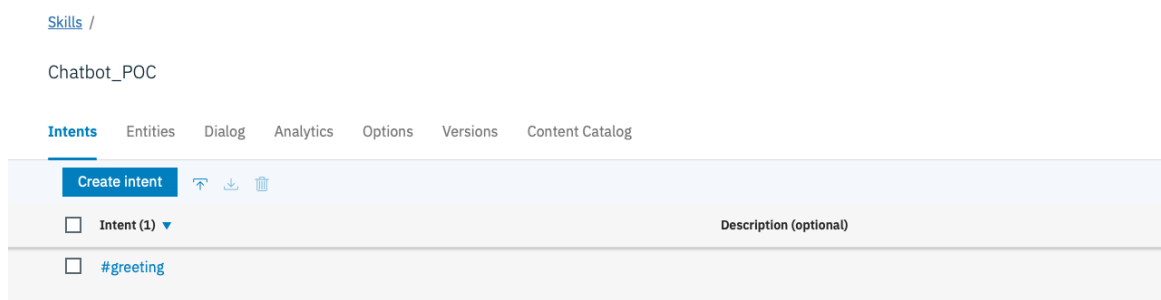 Skills /
Chatbot_POC
Intents Entities Dialog Analytics Options Versions Content Catalog
Create intent
Intent (1) Description (optional)
#greeting